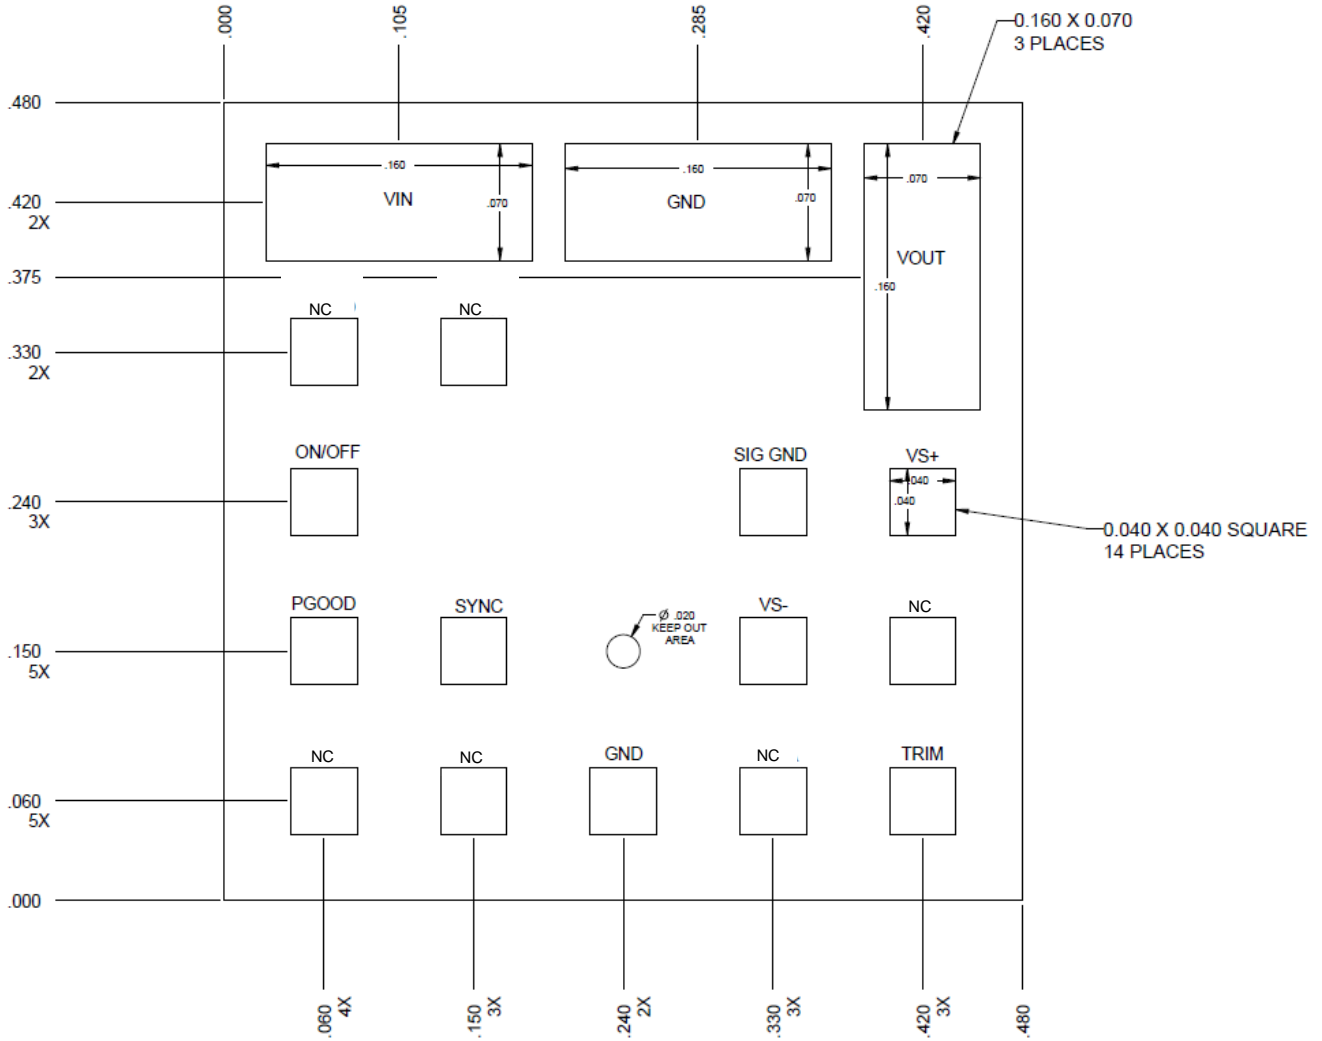 .000
.105
.285
.420
0.160 X 0.070
3 PLACES
.480
.160
.160
.070
VIN
.070
GND
.070
.420
2X
VOUT
.375
.160
NC
NC
.330
2X
ON/OFF
SIG GND
VS+
.040
.040
.240
3X
0.040 X 0.040 SQUARE
14 PLACES
PGOOD
SYNC
Ø .020
KEEP OUT
AREA
VS-
NC
.150
5X
NC
NC
GND
NC
TRIM
.060
5X
.000
.060 4X
.150 3X
.240 2X
.330 3X
.420 3X
.480